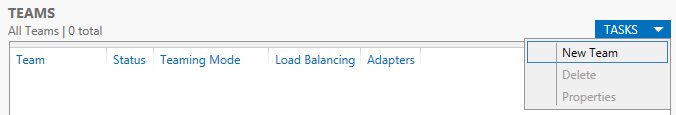 TEAMS
All Teams | 0 total
TASKS
Team Status Teaming Mode Load Balancing Adapters
New Team
Delete
Properties